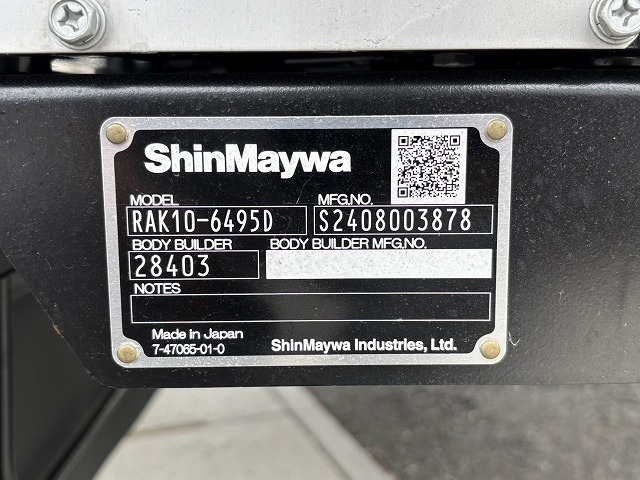 ShinMaywa
MODEL MFG.NO.
RAK10-6495D S2408003878
BODY BUILDER BODY BUILDER MFG.NO.
28403
NOTES
Made in Japan
7-47065-01-0 ShinMaywa Industries, Ltd.